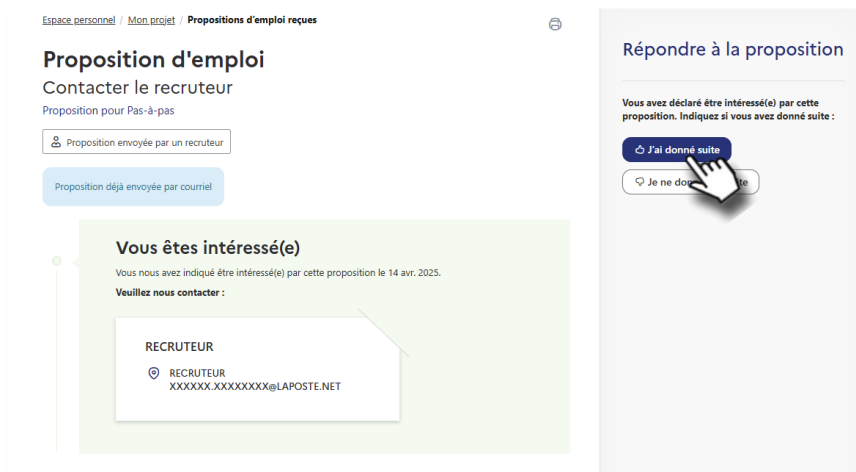 Espace personnel / Mon projet / Propositions d'emploi reçues
Proposition d'emploi
Contacter le recruteur
Proposition pour Pas-à-pas
Proposition envoyée par un recruteur
Proposition déjà envoyée par courriel
Vous êtes intéressé(e)
Vous nous avez indiqué être intéressé(e) par cette proposition le 14 avr. 2025.
Veuillez nous contacter :
RECRUTEUR
RECRUTEUR
XXXXXX.XXXXXXXX@LAPOSTE.NET
Répondre à la proposition
Vous avez déclaré être intéressé(e) par cette
proposition. Indiquez si vous avez donné suite :
J'ai donné suite
Je ne